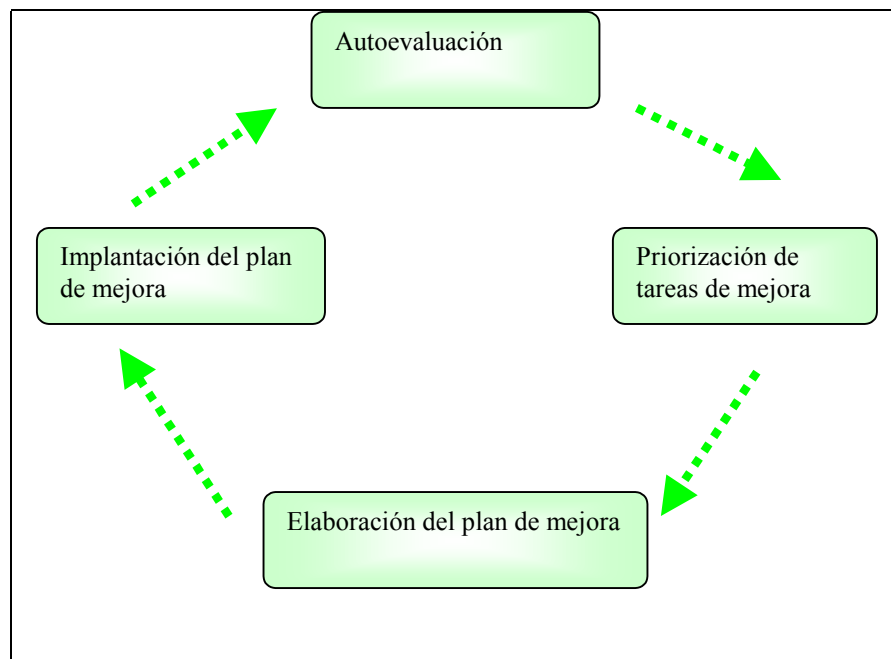 Autoevaluación
Implantación del plan
de mejora
Priorización de
tareas de mejora
Elaboración del plan de mejora